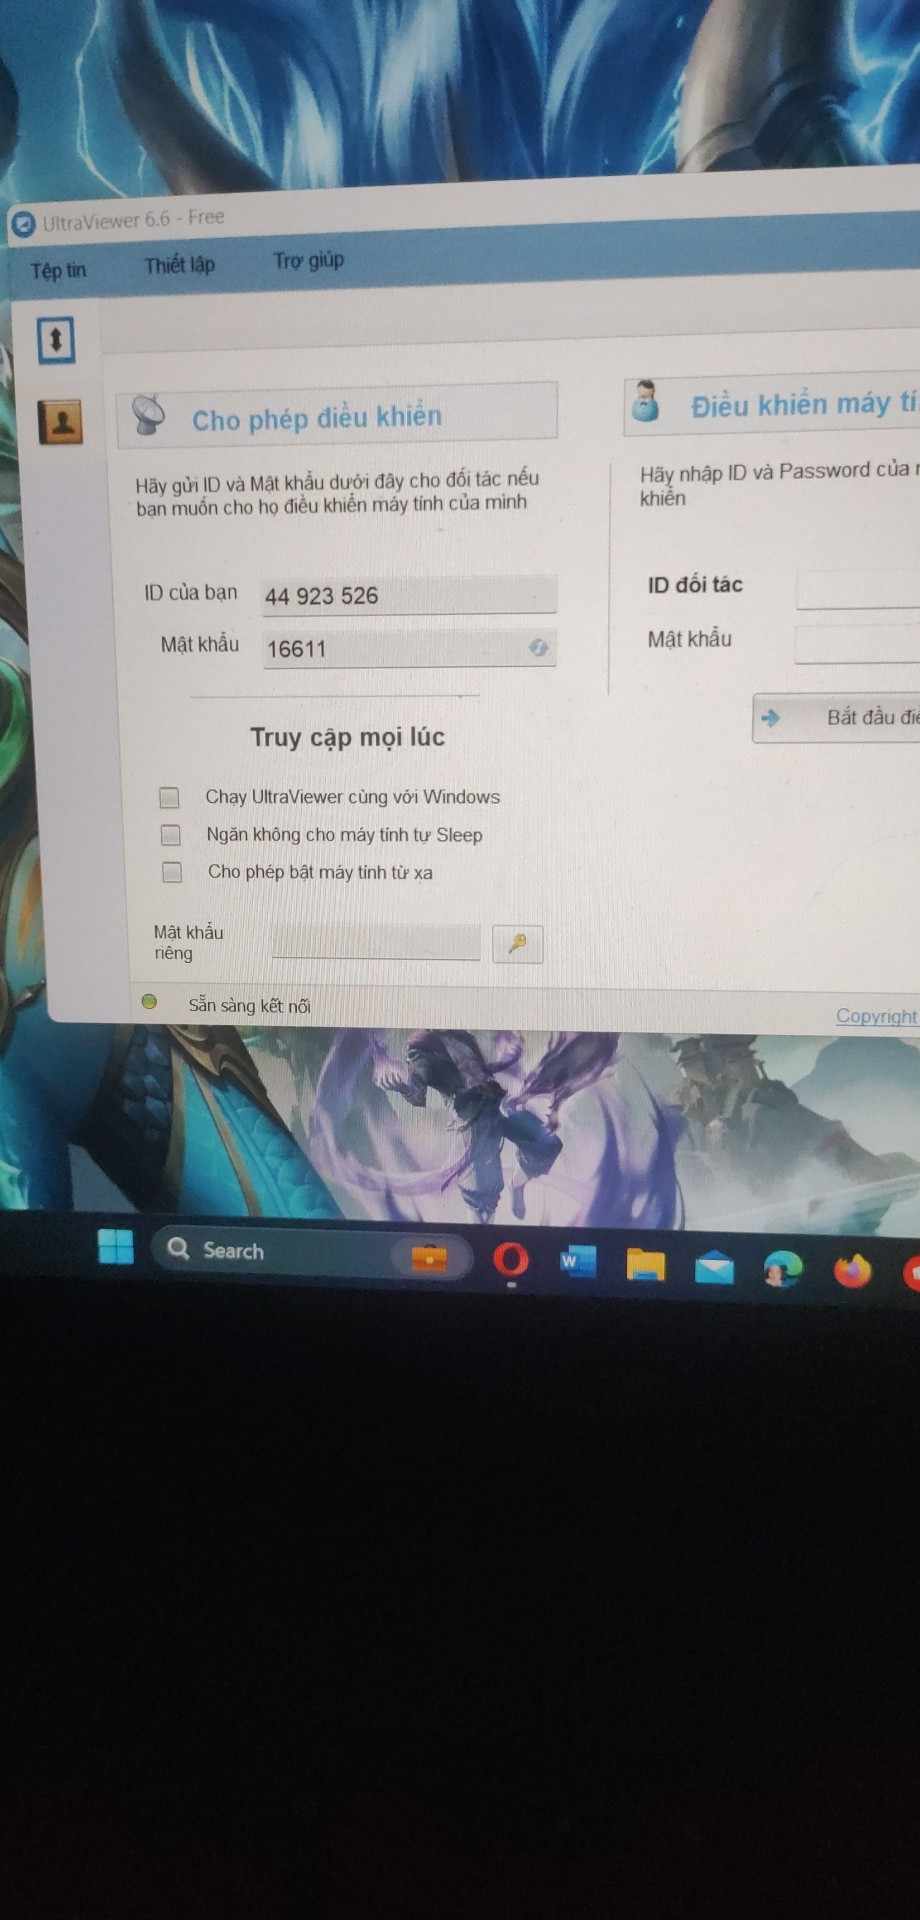 UltraViewer 6.6 - Free
Tệp tin Thiết lập Trợ giúp
Cho phép điều khiển
Hãy gửi ID và Mật khẩu dưới đây cho đối tác nếu
bạn muốn cho họ điều khiển máy tính của mình
ID của bạn 44 923 526
Mật khẩu 16611
Truy cập mọi lúc
Chạy UltraViewer cùng với Windows
Ngăn không cho máy tính tự Sleep
Cho phép bật máy tính từ xa
Mật khẩu
riêng
Sẵn sàng kết nối
Điều khiển máy tí
Hãy nhập ID và Password của
khiển
ID đối tác
Mật khẩu
Bắt đầu điề
Copyright
Search
W